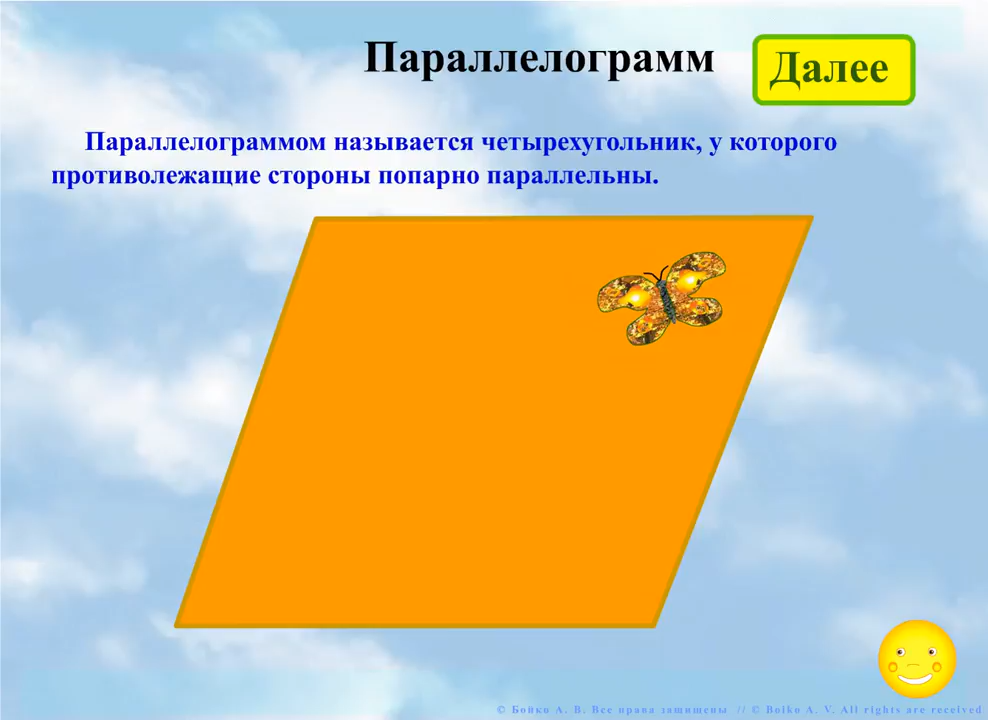 Параллелограмм
Далее
Параллелограммом называется четырехугольник, у которого
противолежащие стороны попарно параллельны.
© Бойко А. В. Все права защищены // © Boiko A. V. All rights are received